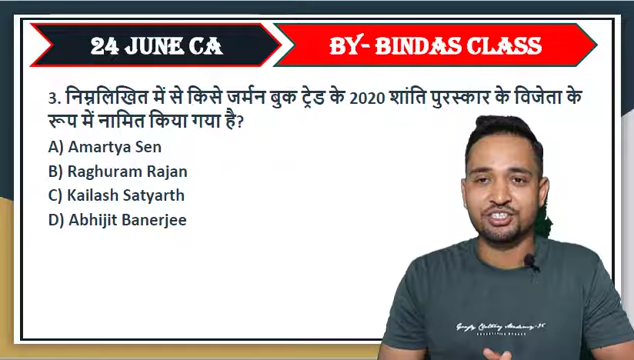 24 JUNE CA
BY- BINDAS CLASS
3. निम्नलिखित में से किसे जर्मन बुक ट्रेड के 2020 शांति पुरस्कार के विजेता के
रूप में नामित किया गया है?
A) Amartya Sen
B) Raghuram Rajan
C) Kailash Satyarth
D) Abhijit Banerjee